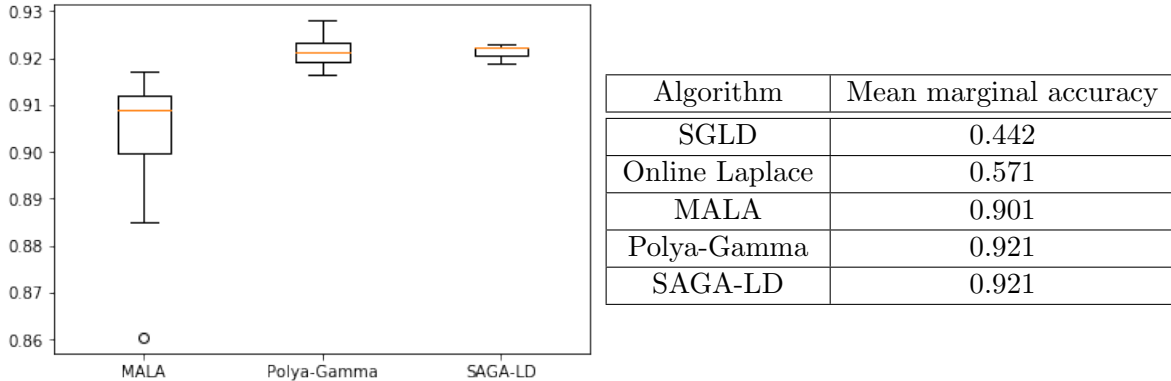 0.93
0.92
0.91
0.90
0.89
0.88
0.87
0.86
MALA Polya-Gamma SAGA-LD
Algorithm Mean marginal accuracy
SGLD 0.442
Online Laplace 0.571
MALA 0.901
Polya-Gamma 0.921
SAGA-LD 0.921